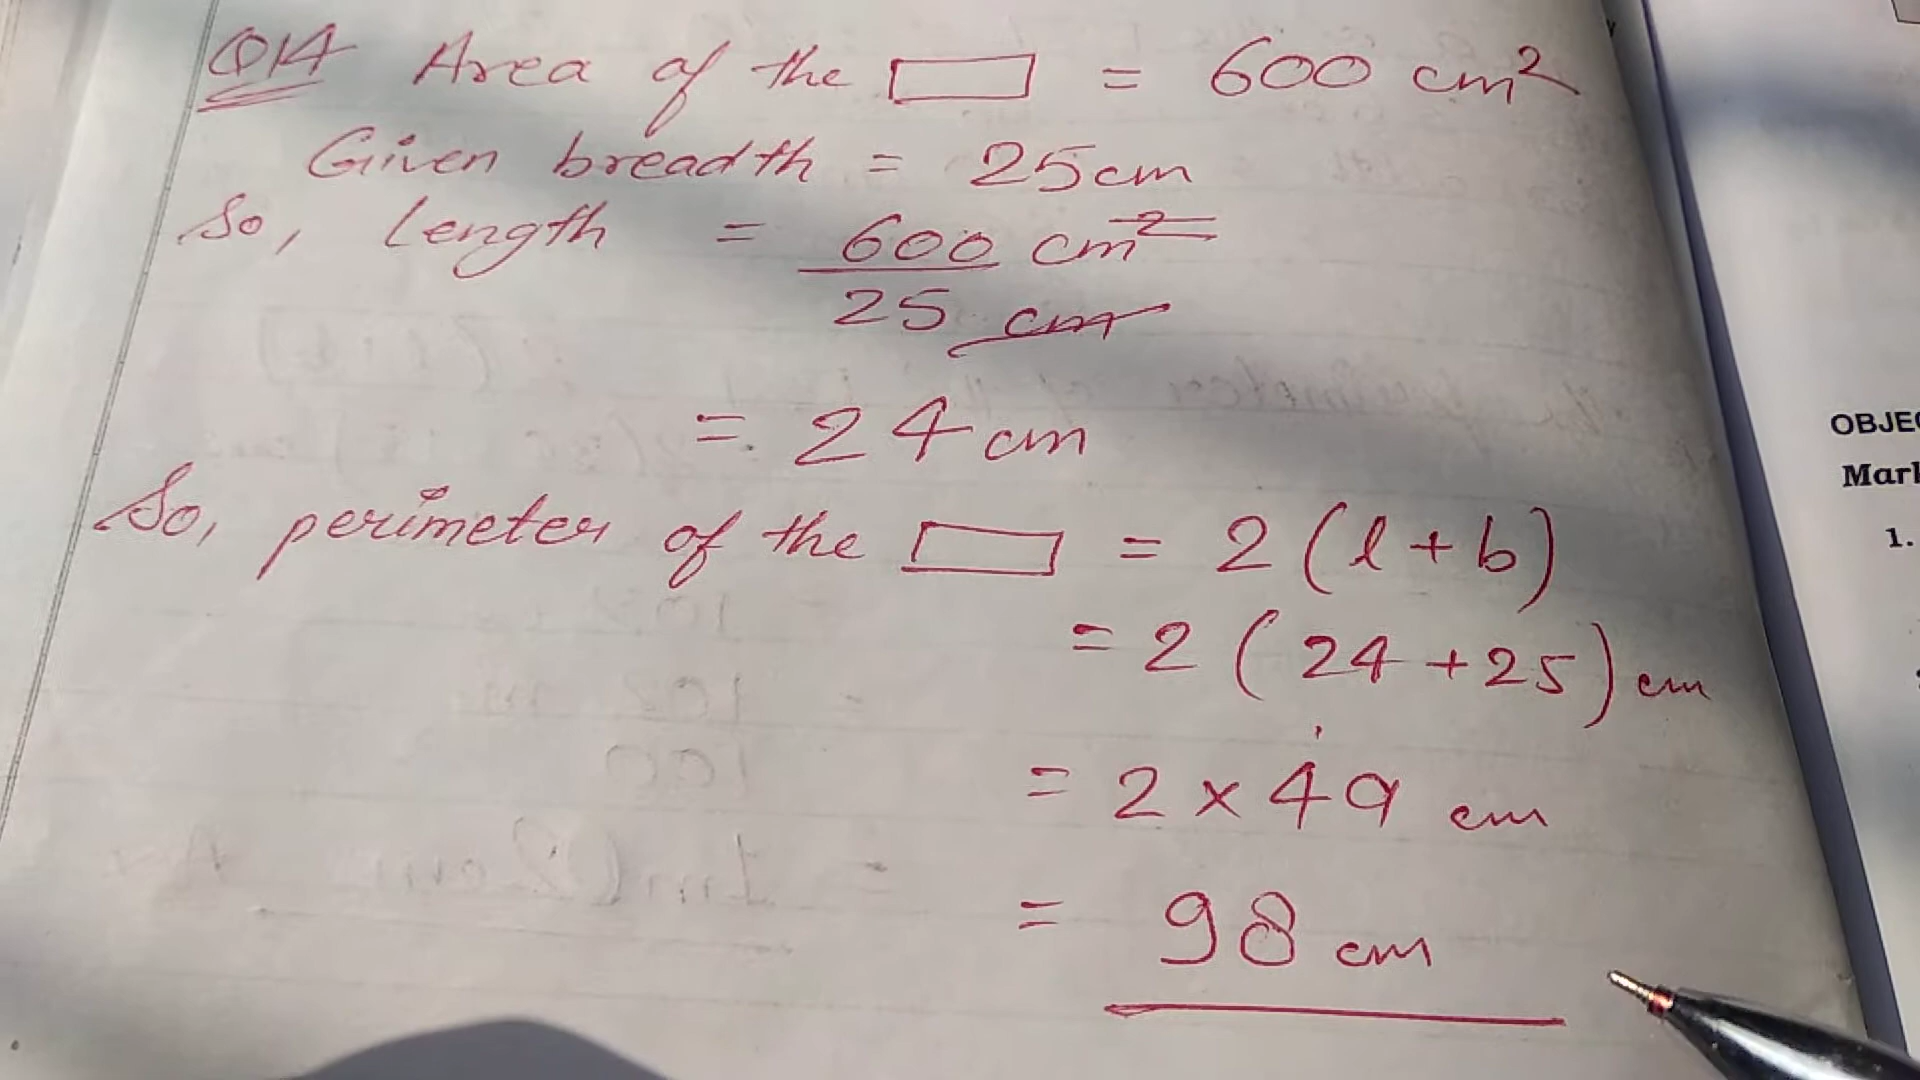 Q14 Area of the ▭ = 600 cm²
Given breadth = 25cm
So, Length = 600 cm²
25 cm
= 24 cm
So, perimeter of the ▭ = 2 (l + b)
= 2 ( 24 + 25 ) cm
= 2 × 49 cm
= 98 cm
OBJE
Mar
1.